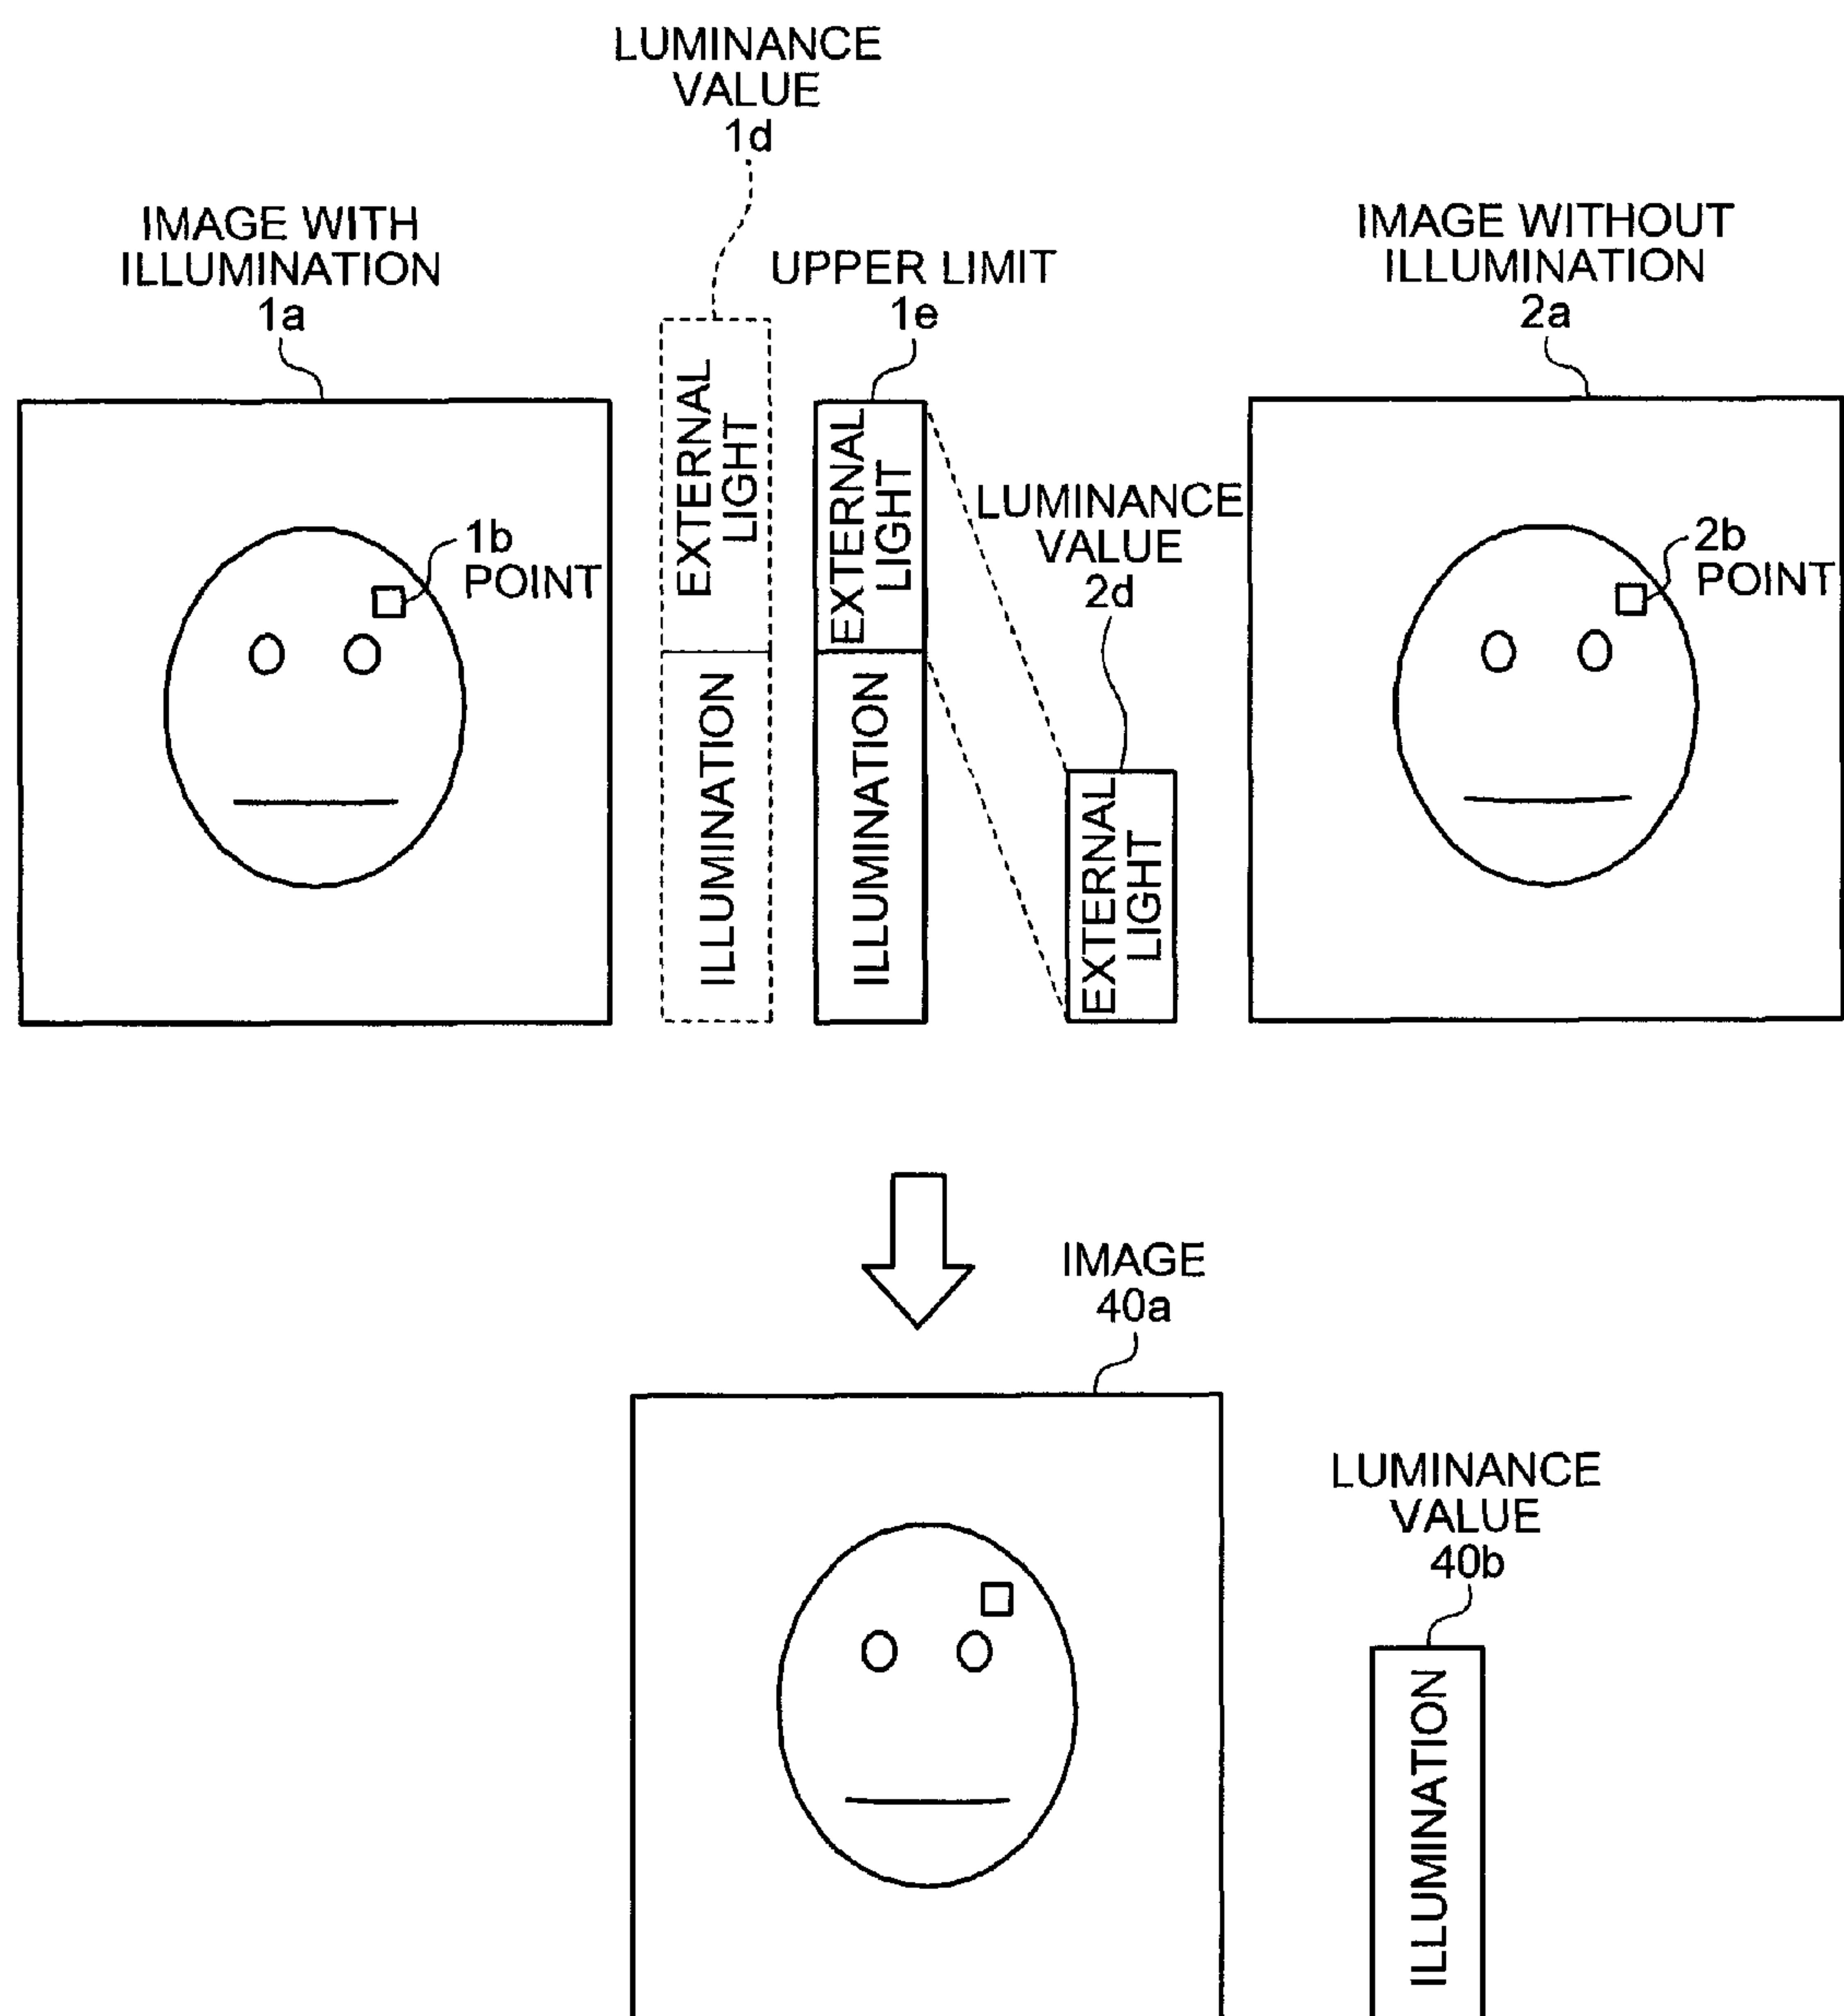 LUMINANCE
VALUE
1d
IMAGE WITH
ILLUMINATION
1a
UPPER LIMIT
1e
IMAGE WITHOUT
ILLUMINATION
2a
1b
POINT
EXTERNAL
LIGHT
ILLUMINATION
EXTERNAL
LIGHT
ILLUMINATION
LUMINANCE
VALUE
2d
EXTERNAL
LIGHT
2b
POINT
IMAGE
40a
LUMINANCE
VALUE
40b
ILLUMINATION